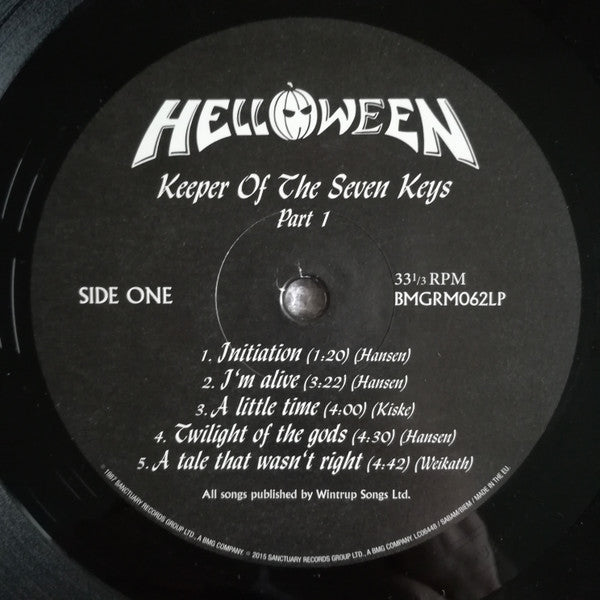 HELLOWEEN
Keeper Of The Seven Keys
Part 1
SIDE ONE
33 1/3 RPM
BMGRM062LP
1. Initiation (1:20) (Hansen)
2. I'm alive (3:22) (Hansen)
3. A little time (4:00) (Kiske)
4. Twilight of the gods (4:30) (Hansen)
5. A tale that wasn't right (4:42) (Weikath)
All songs published by Wintrup Songs Ltd.
℗ 1987 SANCTUARY RECORDS GROUP LTD., A BMG COMPANY. © 2015 SANCTUARY RECORDS GROUP LTD., A BMG COMPANY. LC06448 / SABAM/BIEM / MADE IN THE EU.